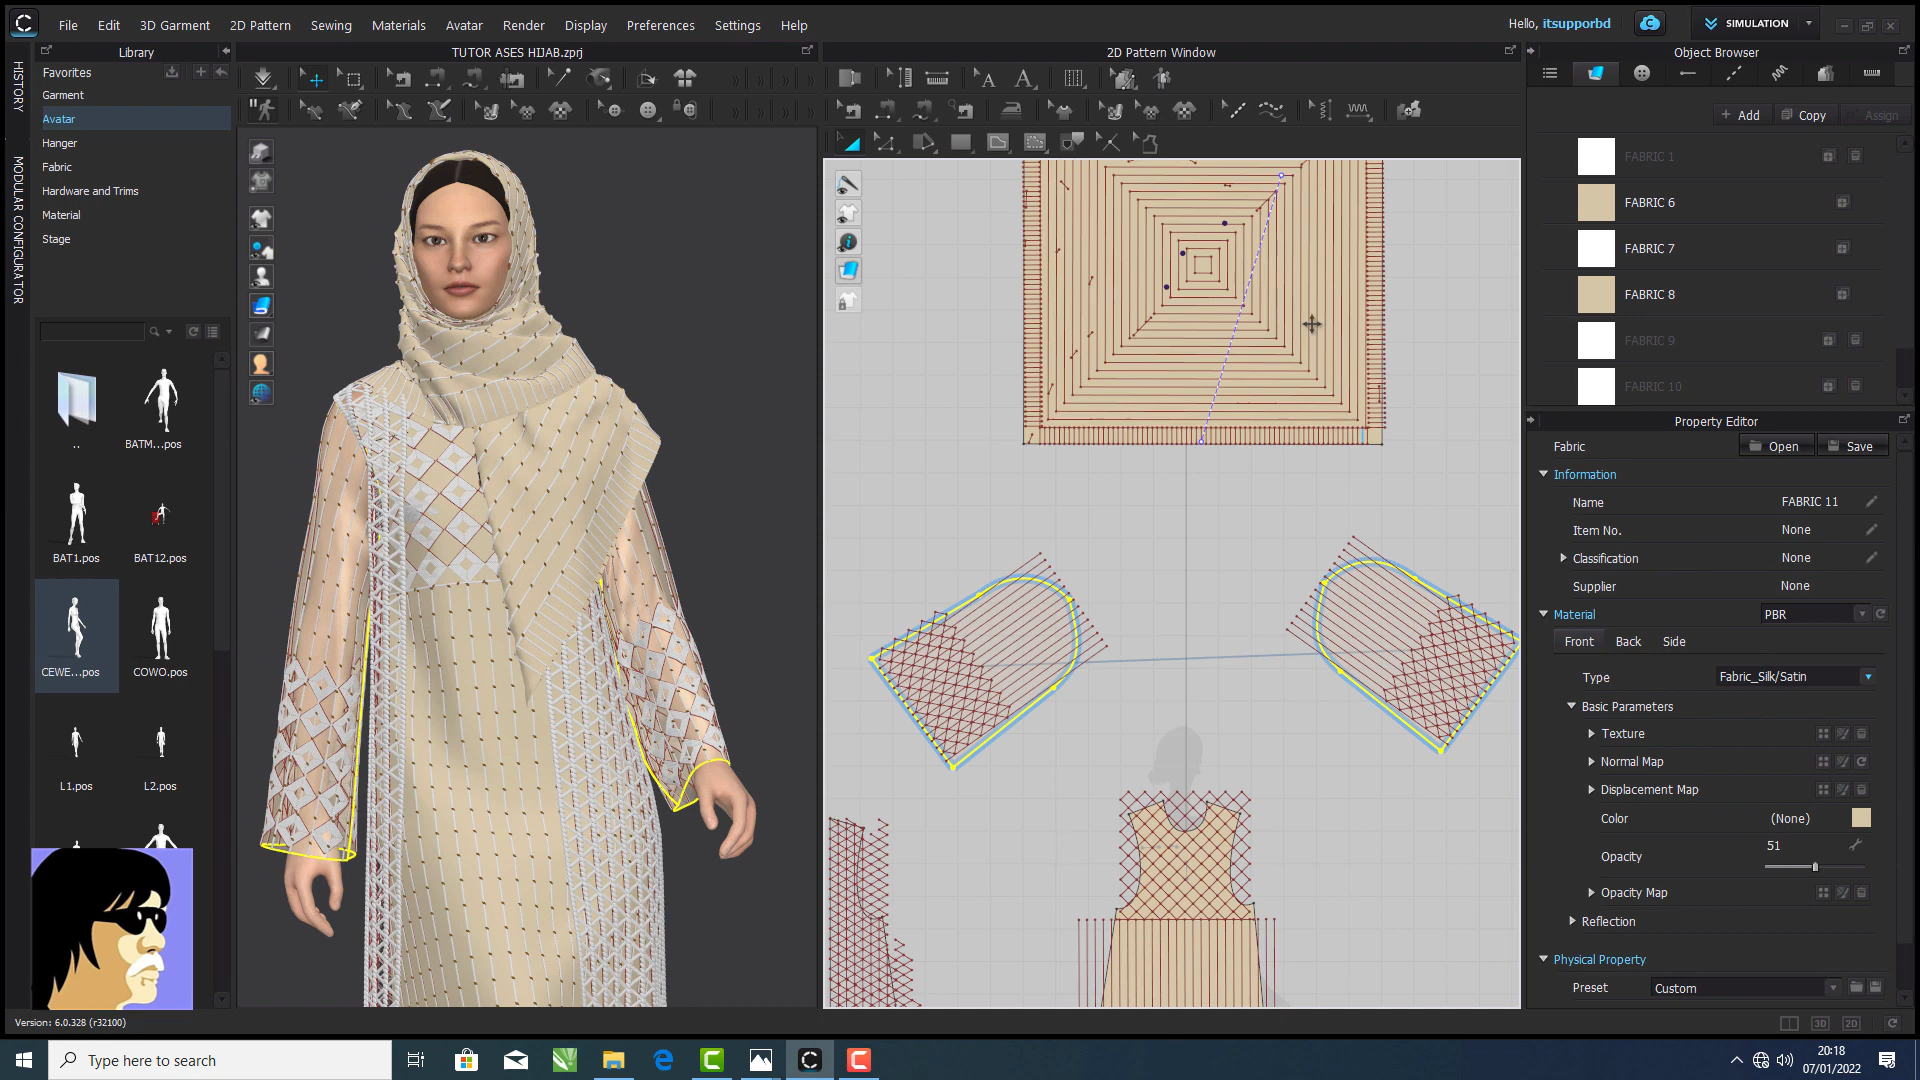 File Edit 3D Garment 2D Pattern Sewing Materials Avatar Render Display Preferences Settings Help
Hello, itsupporbd
SIMULATION
HISTORY
MODULAR CONFIGURATOR
Library
TUTOR ASES HIJAB.zprj
2D Pattern Window
Object Browser
Favorites
Garment
Avatar
Hanger
Fabric
Hardware and Trims
Material
Stage
..
BATM...pos
BAT1.pos
BAT12.pos
CEWE...pos
COWO.pos
L1.pos
L2.pos
Add
Copy
Assign
FABRIC 1
FABRIC 6
FABRIC 7
FABRIC 8
FABRIC 9
FABRIC 10
Property Editor
Fabric
Open
Save
Information
Name FABRIC 11
Item No. None
Classification None
Supplier None
Material PBR
Front Back Side
Type Fabric_Silk/Satin
Basic Parameters
Texture
Normal Map
Displacement Map
Color (None)
Opacity 51
Opacity Map
Reflection
Physical Property
Preset Custom
3D
2D
Version: 6.0.328 (r32100)
Type here to search
20:18
07/01/2022